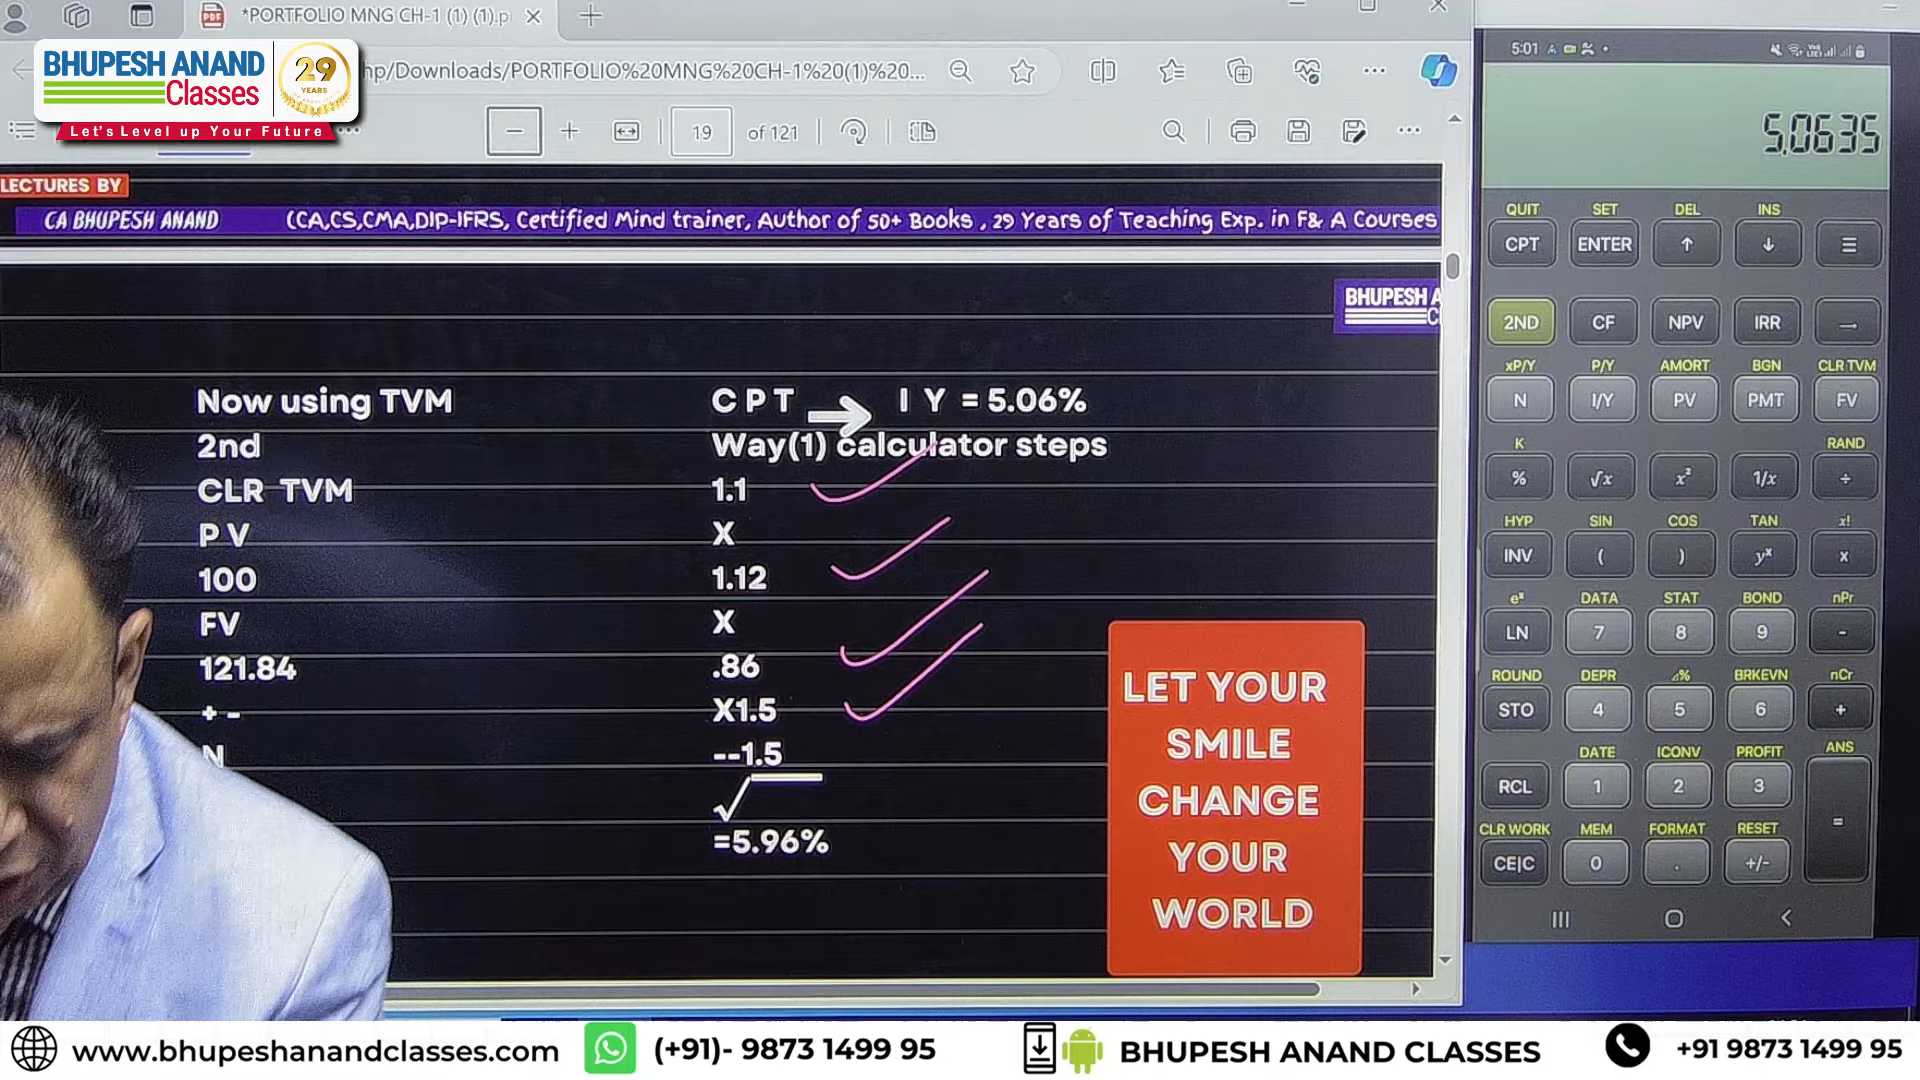 *PORTFOLIO MNG CH-1 (1) (1).p
BHUPESH ANAND
Classes
29
YEARS
Let's Level up Your Future
hp/Downloads/PORTFOLIO%20MNG%20CH-1%20(1)%20...
19 of 121
LECTURES BY
CA BHUPESH ANAND (CA,CS,CMA,DIP-IFRS, Certified Mind trainer, Author of 50+ Books , 29 Years of Teaching Exp. in F& A Courses
BHUPESH A
Now using TVM
2nd
CLR TVM
P V
100
FV
121.84
+ -
N
C P T I Y = 5.06%
Way(1) calculator steps
1.1
X
1.12
X
.86
X1.5
--1.5
√
=5.96%
LET YOUR
SMILE
CHANGE
YOUR
WORLD
5:01
5.0635
QUIT SET DEL INS
CPT ENTER ↑ ↓ ☰
2ND CF NPV IRR →
xP/Y P/Y AMORT BGN CLR TVM
N I/Y PV PMT FV
K RAND
% √x x² 1/x ÷
HYP SIN COS TAN x!
INV ( ) yˣ x
eˣ DATA STAT BOND nPr
LN 7 8 9 -
ROUND DEPR ⊿% BRKEVN nCr
STO 4 5 6 +
DATE ICONV PROFIT ANS
RCL 1 2 3 =
CLR WORK MEM FORMAT RESET
CE|C 0 . +/-
www.bhupeshanandclasses.com
(+91)- 9873 1499 95
BHUPESH ANAND CLASSES
+91 9873 1499 95